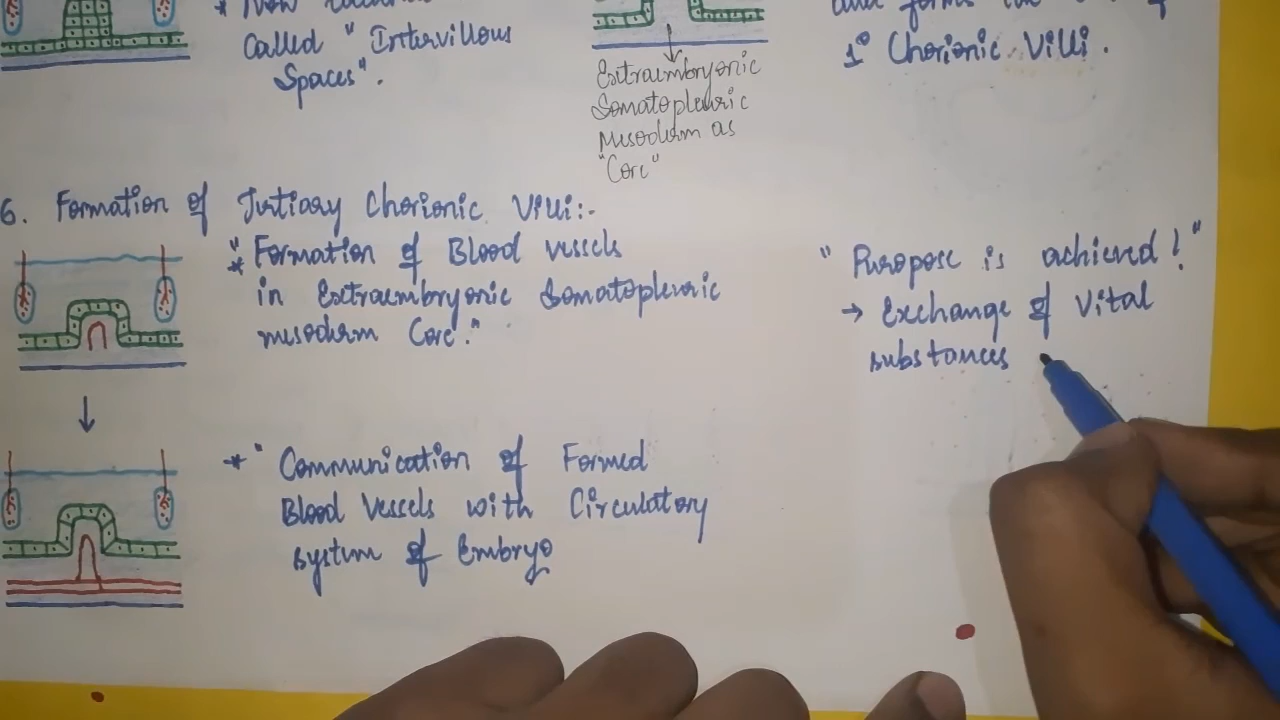 Called "Intervillous
Spaces".
Extraembryonic
Somatopleuric
Mesoderm as
"Core"
1° Chorionic Villi.
6. Formation of Tertiary Chorionic Villi:-
* "Formation of Blood vessels
in Extraembryonic Somatopleuric
mesoderm Core."
"Purpose is achieved!"
→ Exchange of Vital
substances
* "Communication of Formed
Blood Vessels with Circulatory
system of Embryo